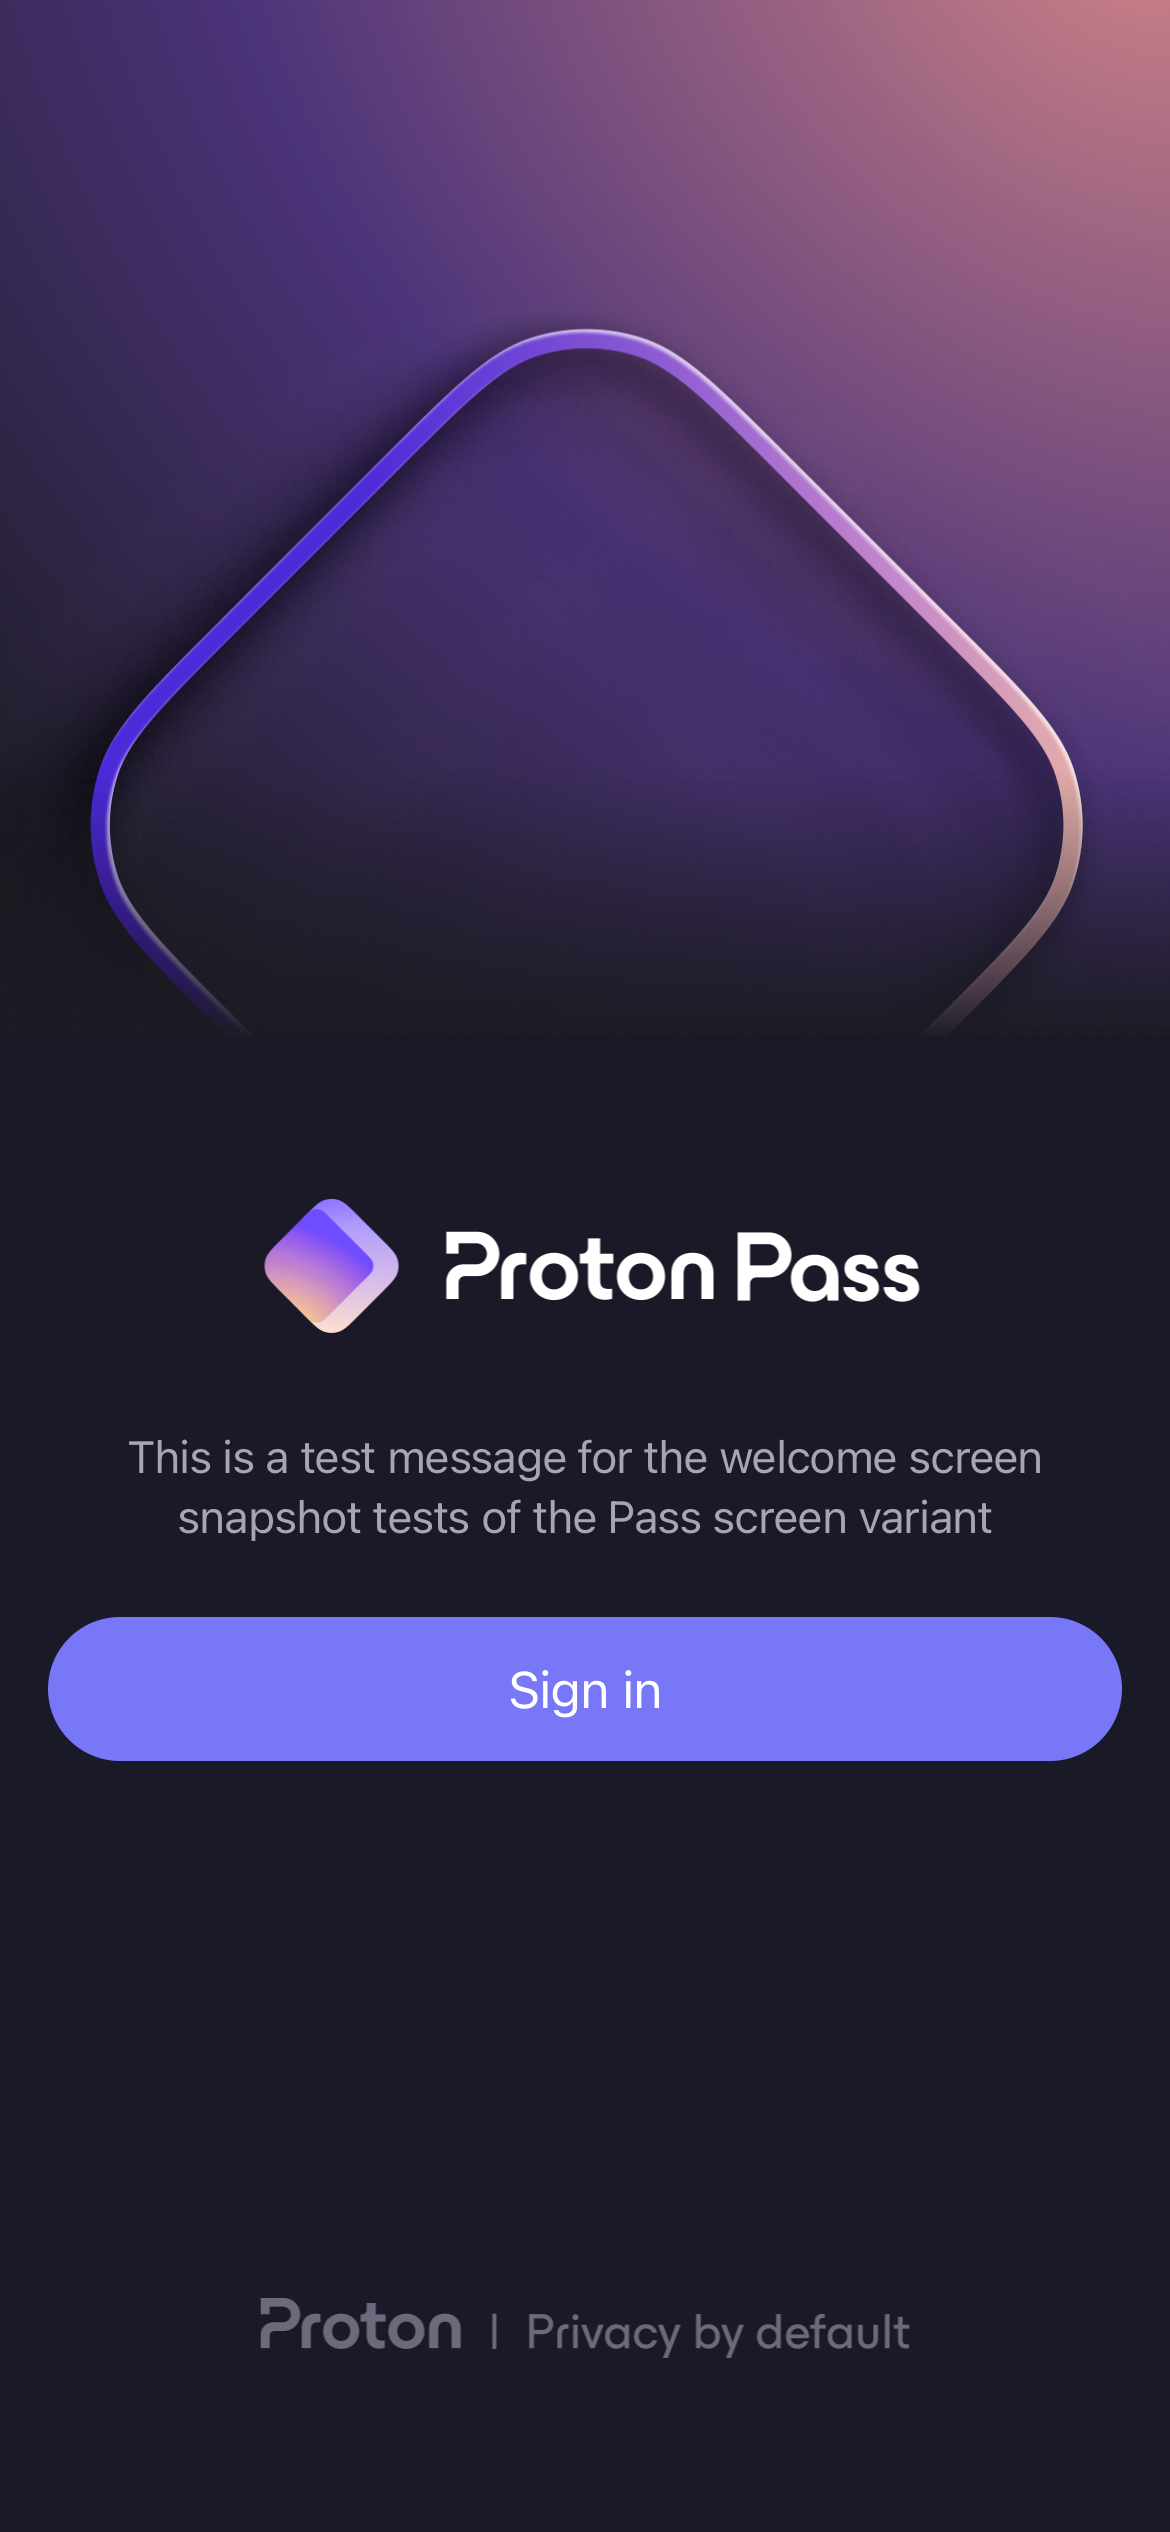 Proton Pass
This is a test message for the welcome screen
snapshot tests of the Pass screen variant
Sign in
Proton | Privacy by default